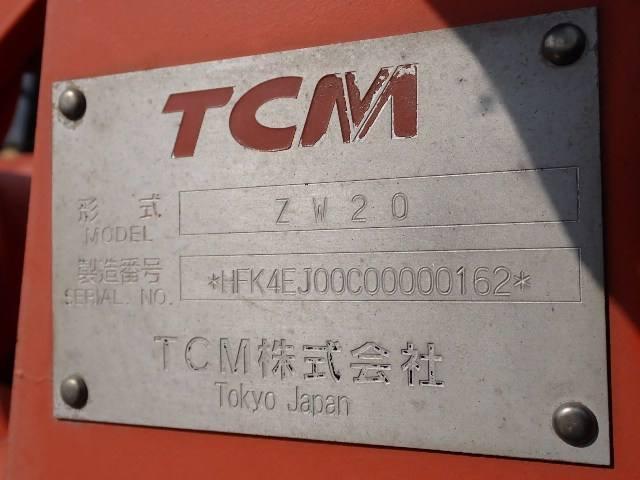 TCM
形式 ZW20
MODEL
製造番号 *HFK4EJ00C00000162*
SERIAL. NO.
TCM株式会社
Tokyo Japan